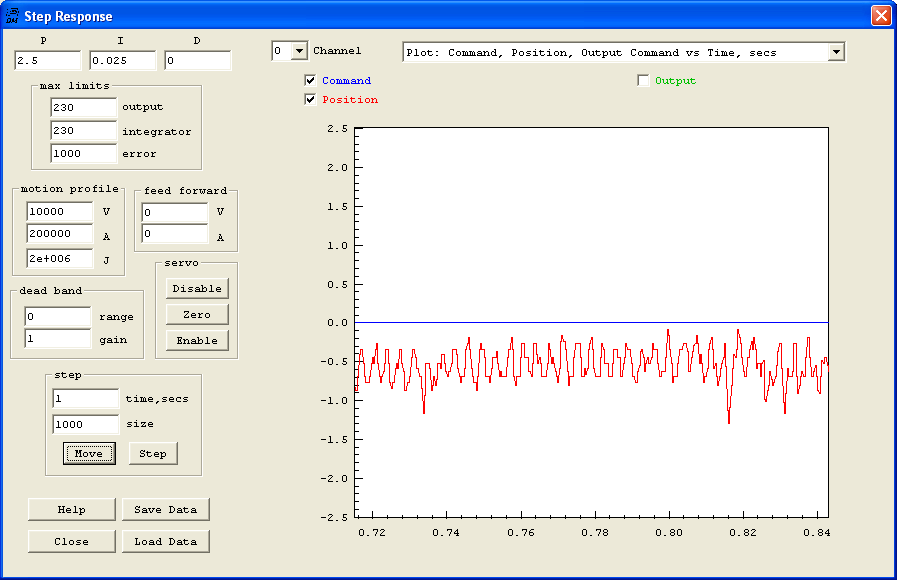 DM Step Response
P I D
2.5 0.025 0
0 Channel
Plot: Command, Position, Output Command vs Time, secs
Command
Output
Position
max limits
230 output
230 integrator
1000 error
motion profile
10000 V
200000 A
2e+006 J
feed forward
0 V
0 A
servo
Disable
Zero
Enable
dead band
0 range
1 gain
step
1 time,secs
1000 size
Move Step
Help Save Data
Close Load Data
2.5
2.0
1.5
1.0
0.5
0.0
-0.5
-1.0
-1.5
-2.0
-2.5
0.72 0.74 0.76 0.78 0.80 0.82 0.84